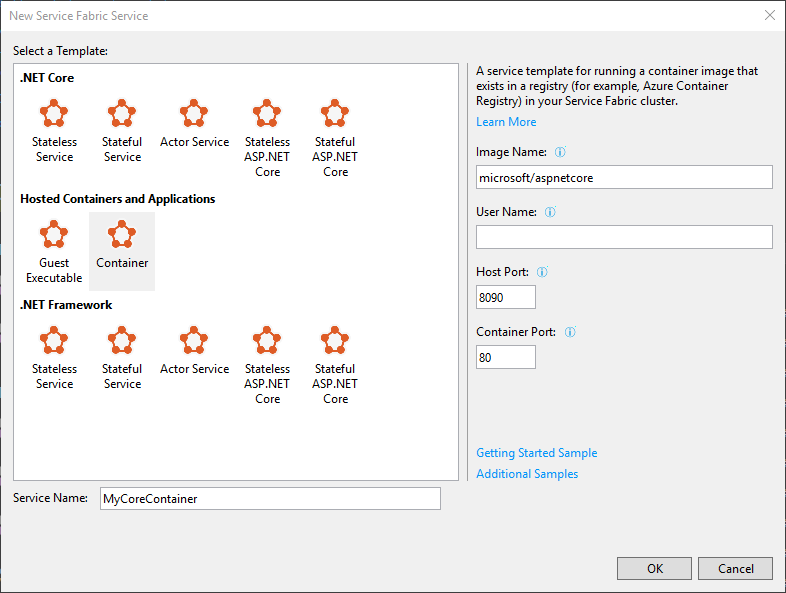 New Service Fabric Service
Select a Template:
.NET Core
Stateless
Service
Stateful
Service
Actor Service
Stateless
ASP.NET
Core
Stateful
ASP.NET
Core
Hosted Containers and Applications
Guest
Executable
Container
.NET Framework
Stateless
Service
Stateful
Service
Actor Service
Stateless
ASP.NET
Core
Stateful
ASP.NET
Core
A service template for running a container image that
exists in a registry (for example, Azure Container
Registry) in your Service Fabric cluster.
Learn More
Image Name:
microsoft/aspnetcore
User Name:
Host Port:
8090
Container Port:
80
Getting Started Sample
Additional Samples
Service Name:
MyCoreContainer
OK
Cancel